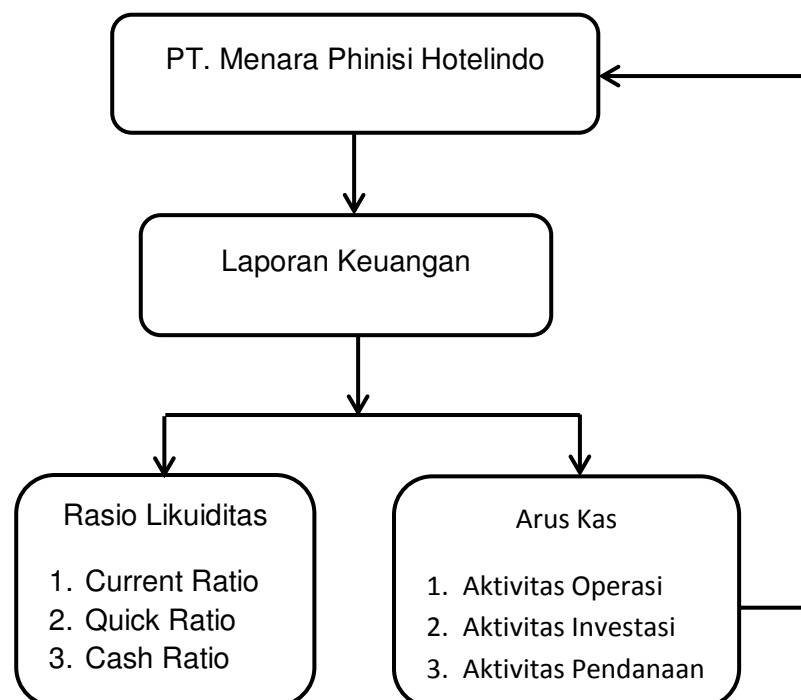 PT. Menara Phinisi Hotelindo
Laporan Keuangan
Rasio Likuiditas
1. Current Ratio
2. Quick Ratio
3. Cash Ratio
Arus Kas
1. Aktivitas Operasi
2. Aktivitas Investasi
3. Aktivitas Pendanaan